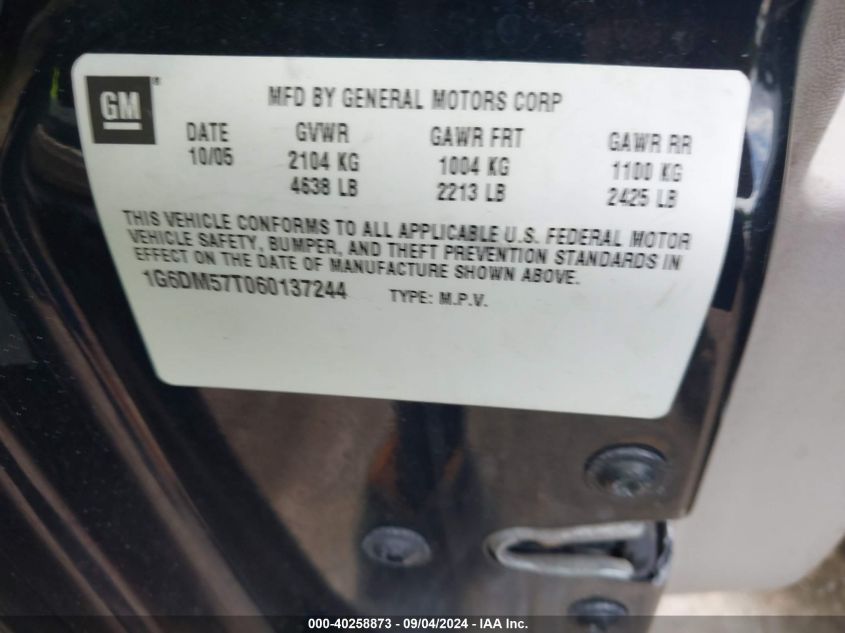 GM®
MFD BY GENERAL MOTORS CORP
DATE GVWR GAWR FRT GAWR RR
10/05 2104 KG 1004 KG 1100 KG
4638 LB 2213 LB 2425 LB
THIS VEHICLE CONFORMS TO ALL APPLICABLE U.S. FEDERAL MOTOR
VEHICLE SAFETY, BUMPER, AND THEFT PREVENTION STANDARDS IN
EFFECT ON THE DATE OF MANUFACTURE SHOWN ABOVE.
1G6DM57T060137244 TYPE: M.P.V.
000-40258873 - 09/04/2024 - IAA Inc.